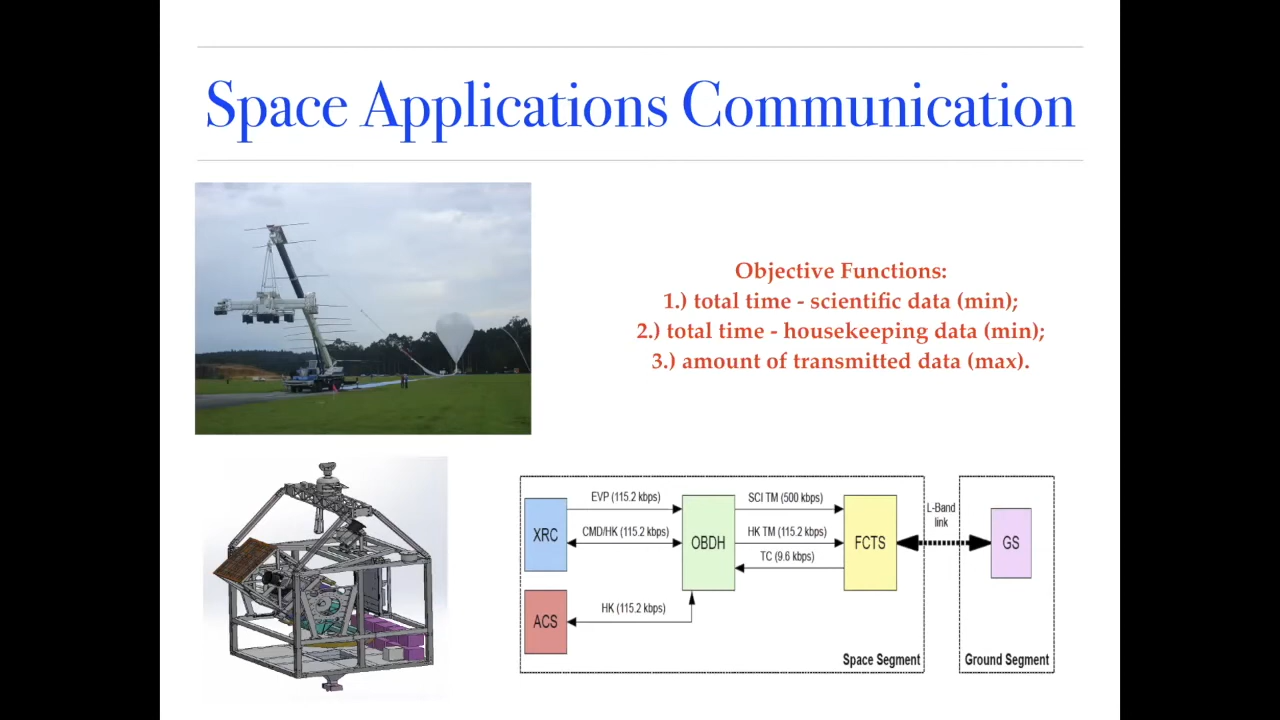 Space Applications Communication
Objective Functions:
1.) total time - scientific data (min);
2.) total time - housekeeping data (min);
3.) amount of transmitted data (max).
XRC
EVP (115.2 kbps)
CMD/HK (115.2 kbps)
OBDH
SCI TM (500 kbps)
HK TM (115.2 kbps)
TC (9.6 kbps)
FCTS
L-Band
link
GS
ACS
HK (115.2 kbps)
Space Segment
Ground Segment